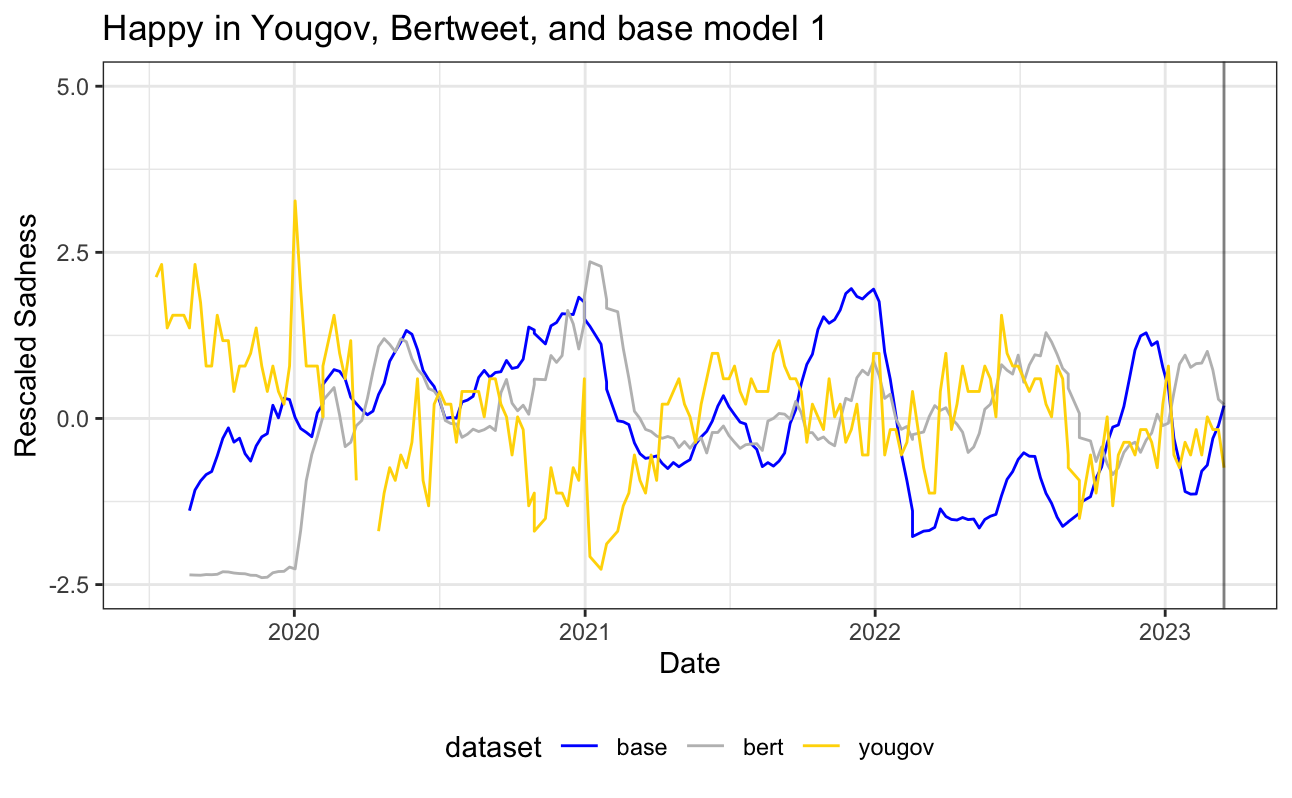 Happy in Yougov, Bertweet, and base model 1
Rescaled Sadness
5.0
2.5
0.0
-2.5
2020 2021 2022 2023
Date
dataset base bert yougov